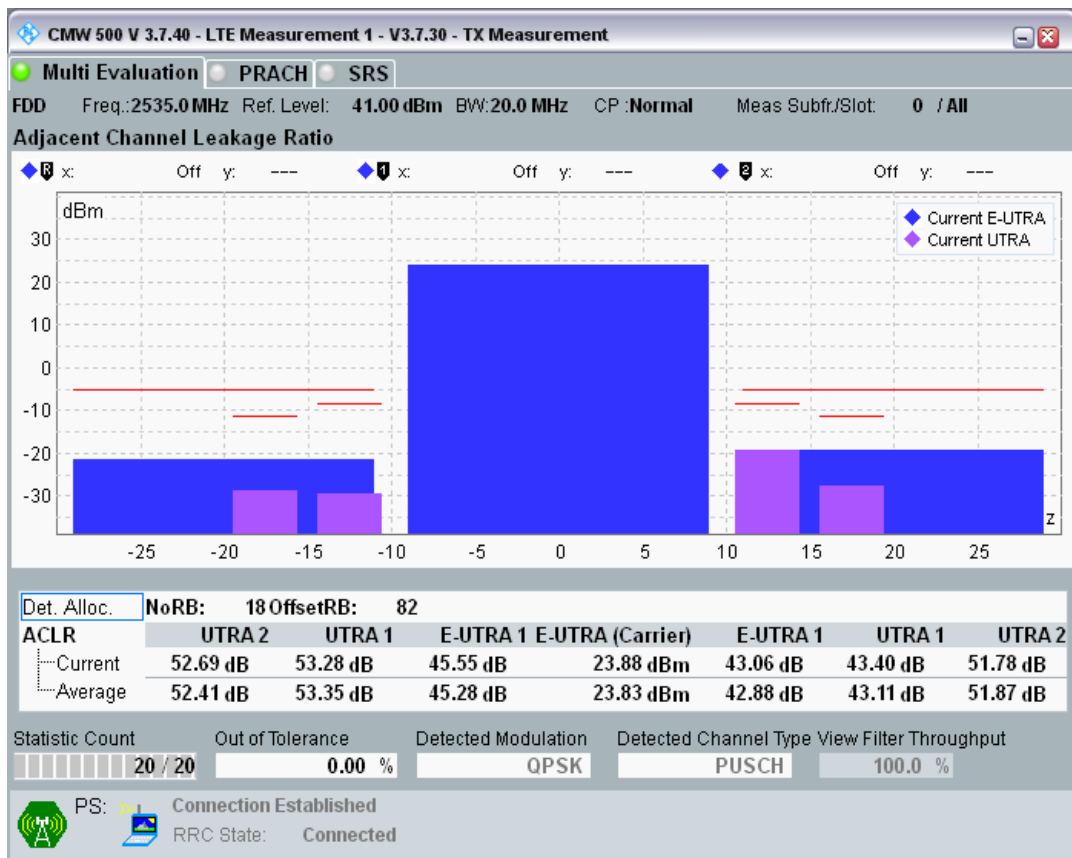 CMW 500 V 3.7.40 - LTE Measurement 1 - V3.7.30 - TX Measurement
Multi Evaluation PRACH SRS
FDD Freq.:2535.0 MHz Ref. Level: 41.00 dBm BW:20.0 MHz CP :Normal Meas Subfr./Slot: 0 / All
Adjacent Channel Leakage Ratio
R x: Off y: --- 1 x: Off y: --- 2 x: Off y: ---
dBm
Current E-UTRA
Current UTRA
30
20
10
0
-10
-20
-30
z
-25 -20 -15 -10 -5 0 5 10 15 20 25
Det. Alloc. NoRB: 18 OffsetRB: 82
ACLR UTRA 2 UTRA 1 E-UTRA 1 E-UTRA (Carrier) E-UTRA 1 UTRA 1 UTRA 2
Current 52.69 dB 53.28 dB 45.55 dB 23.88 dBm 43.06 dB 43.40 dB 51.78 dB
Average 52.41 dB 53.35 dB 45.28 dB 23.83 dBm 42.88 dB 43.11 dB 51.87 dB
Statistic Count Out of Tolerance Detected Modulation Detected Channel Type View Filter Throughput
20 / 20 0.00 % QPSK PUSCH 100.0 %
PS: Connection Established
RRC State: Connected